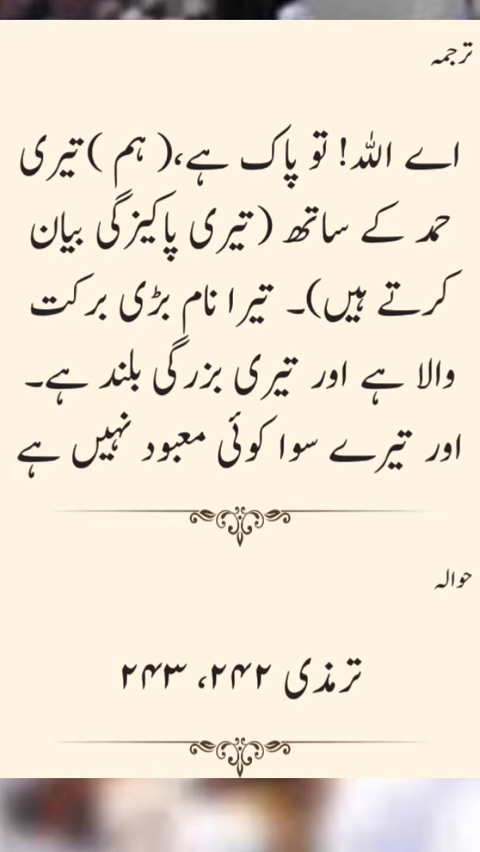 ترجمہ
اے اللہ! تو پاک ہے،( ہم )تیری
حمد کے ساتھ (تیری پاکیزگی بیان
کرتے ہیں)۔ تیرا نام بڑی برکت
والا ہے اور تیری بزرگی بلند ہے۔
اور تیرے سوا کوئی معبود نہیں ہے
حوالہ
ترمذی ۲۴۲، ۲۴۳